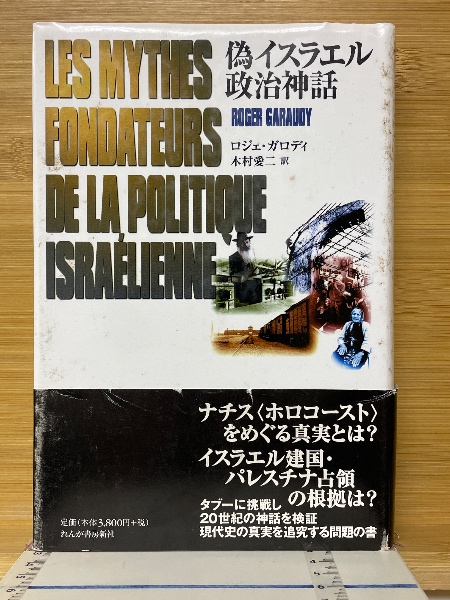 LES MYTHES
FONDATEURS
DE LA POLITIQUE
ISRAÉLIENNE
偽イスラエル
政治神話
ROGER GARAUDY
ロジェ・ガロディ
木村愛二 訳
ナチス〈ホロコースト〉
をめぐる真実とは?
イスラエル建国・
パレスチナ占領
の根拠は?
タブーに挑戦し
20世紀の神話を検証
現代史の真実を追究する問題の書
定価(本体3,800円+税)
れんが書房新社